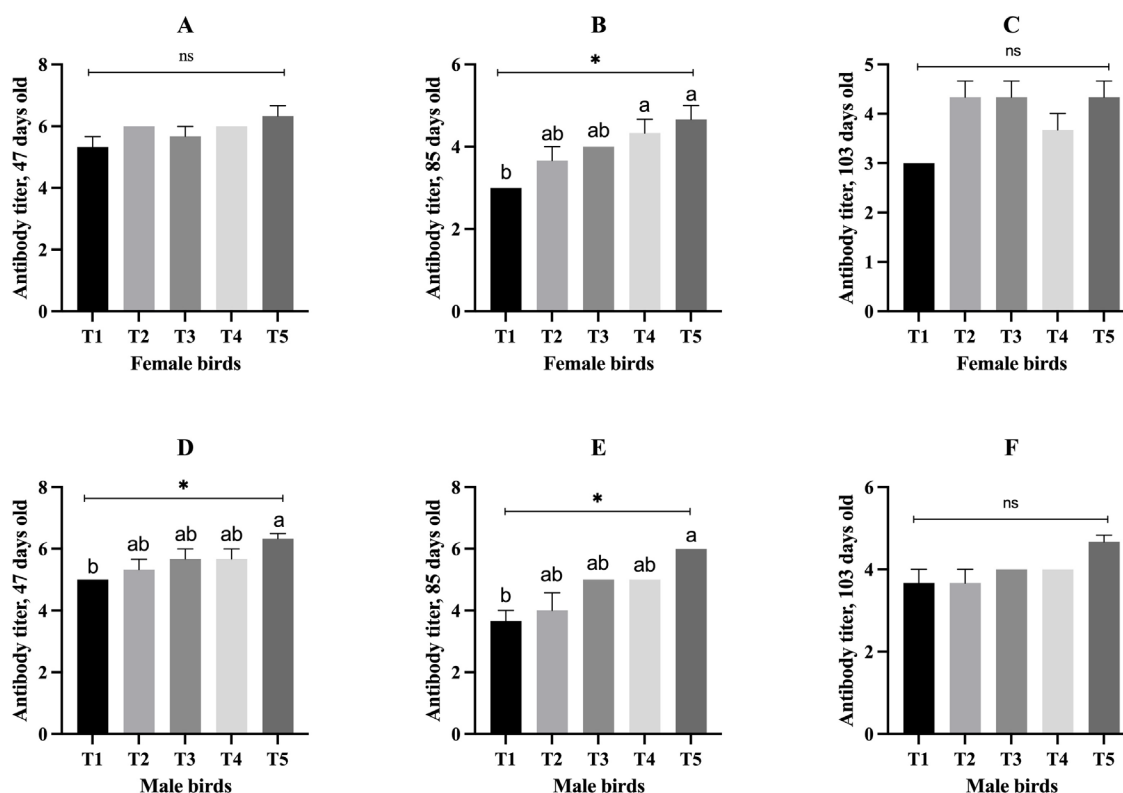 A
ns
Antibody titer, 47 days old
8
6
4
2
0
T1 T2 T3 T4 T5
Female birds
B
*
Antibody titer, 85 days old
6
4
2
0
b ab ab a a
T1 T2 T3 T4 T5
Female birds
C
ns
Antibody titer, 103 days old
5
4
3
2
1
0
T1 T2 T3 T4 T5
Female birds
D
*
Antibody titer, 47 days old
8
6
4
2
0
b ab ab ab a
T1 T2 T3 T4 T5
Male birds
E
*
Antibody titer, 85 days old
8
6
4
2
0
b ab ab ab a
T1 T2 T3 T4 T5
Male birds
F
ns
Antibody titer, 103 days old
6
4
2
0
T1 T2 T3 T4 T5
Male birds